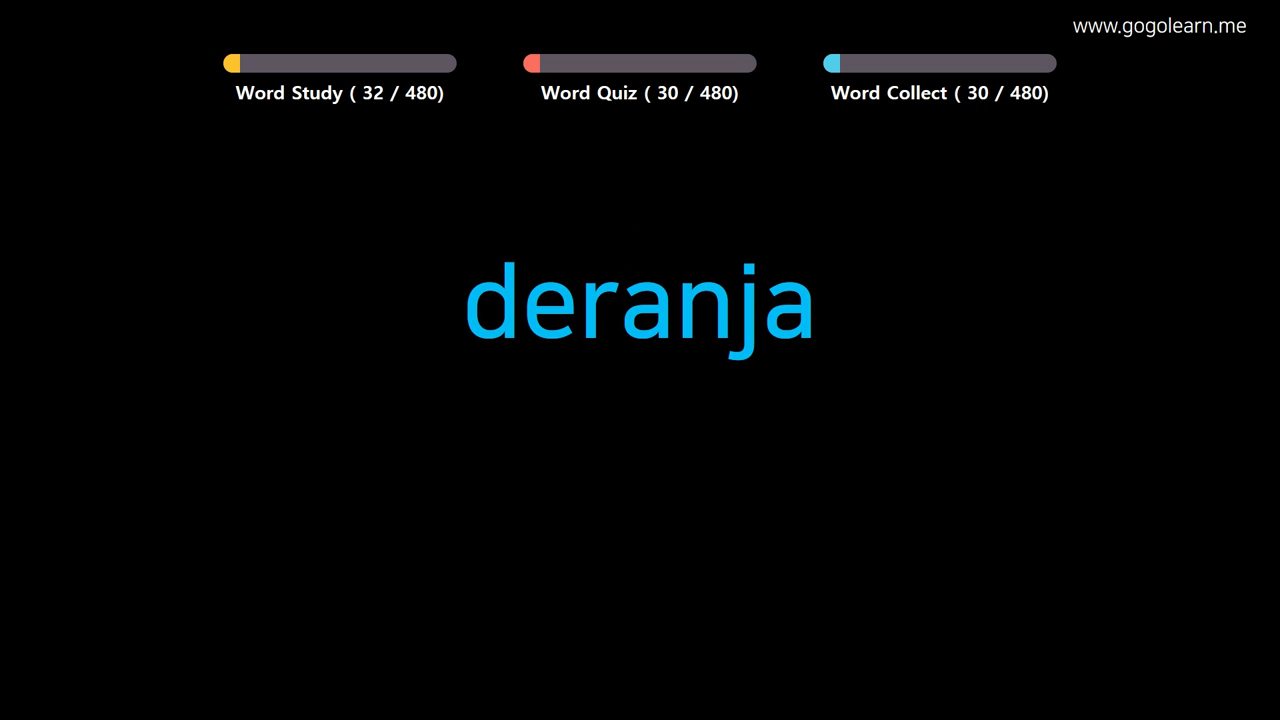 www.gogolearn.me
Word Study ( 32 / 480)
Word Quiz ( 30 / 480)
Word Collect ( 30 / 480)
deranja